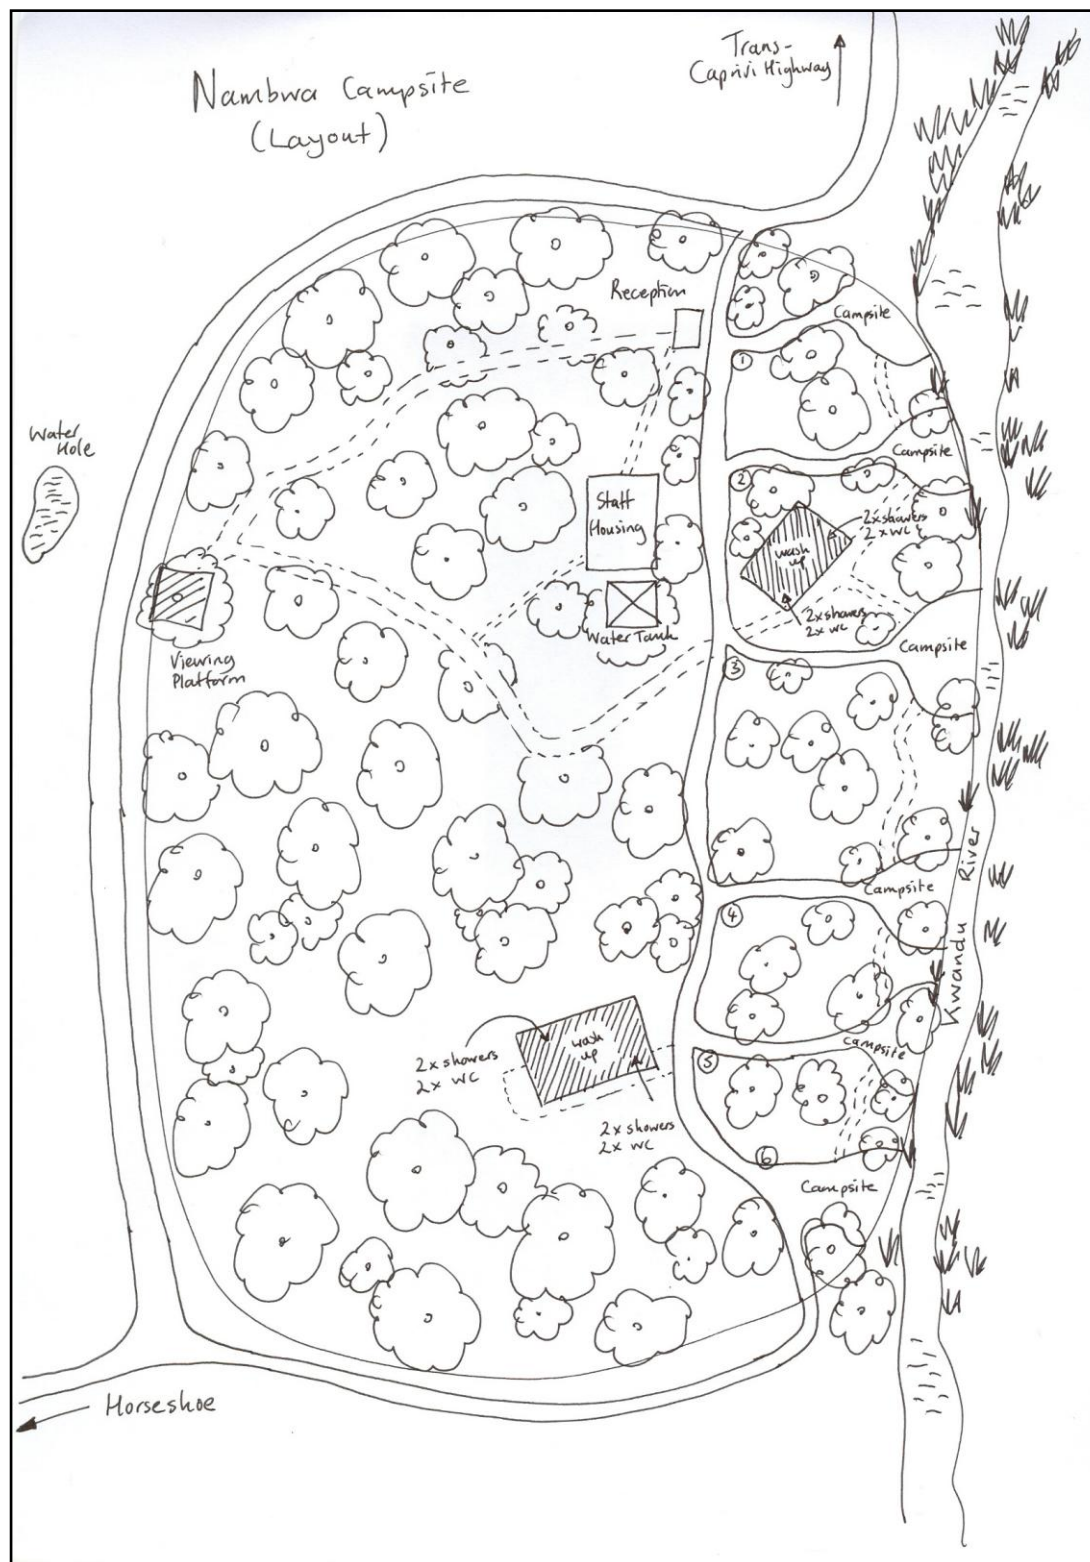 Nambwa Campsite
(Layout)
Trans-
Caprivi Highway
Reception
Campsite
1
Water
Hole
Campsite
2
Staff
Housing
2x showers
2x WC
wash
up
2x showers
2x WC
Water Tank
Campsite
3
Viewing
Platform
Campsite
4
Kwandu River
Campsite
5
wash
up
2x showers
2x WC
2x showers
2x WC
6
Campsite
Horseshoe